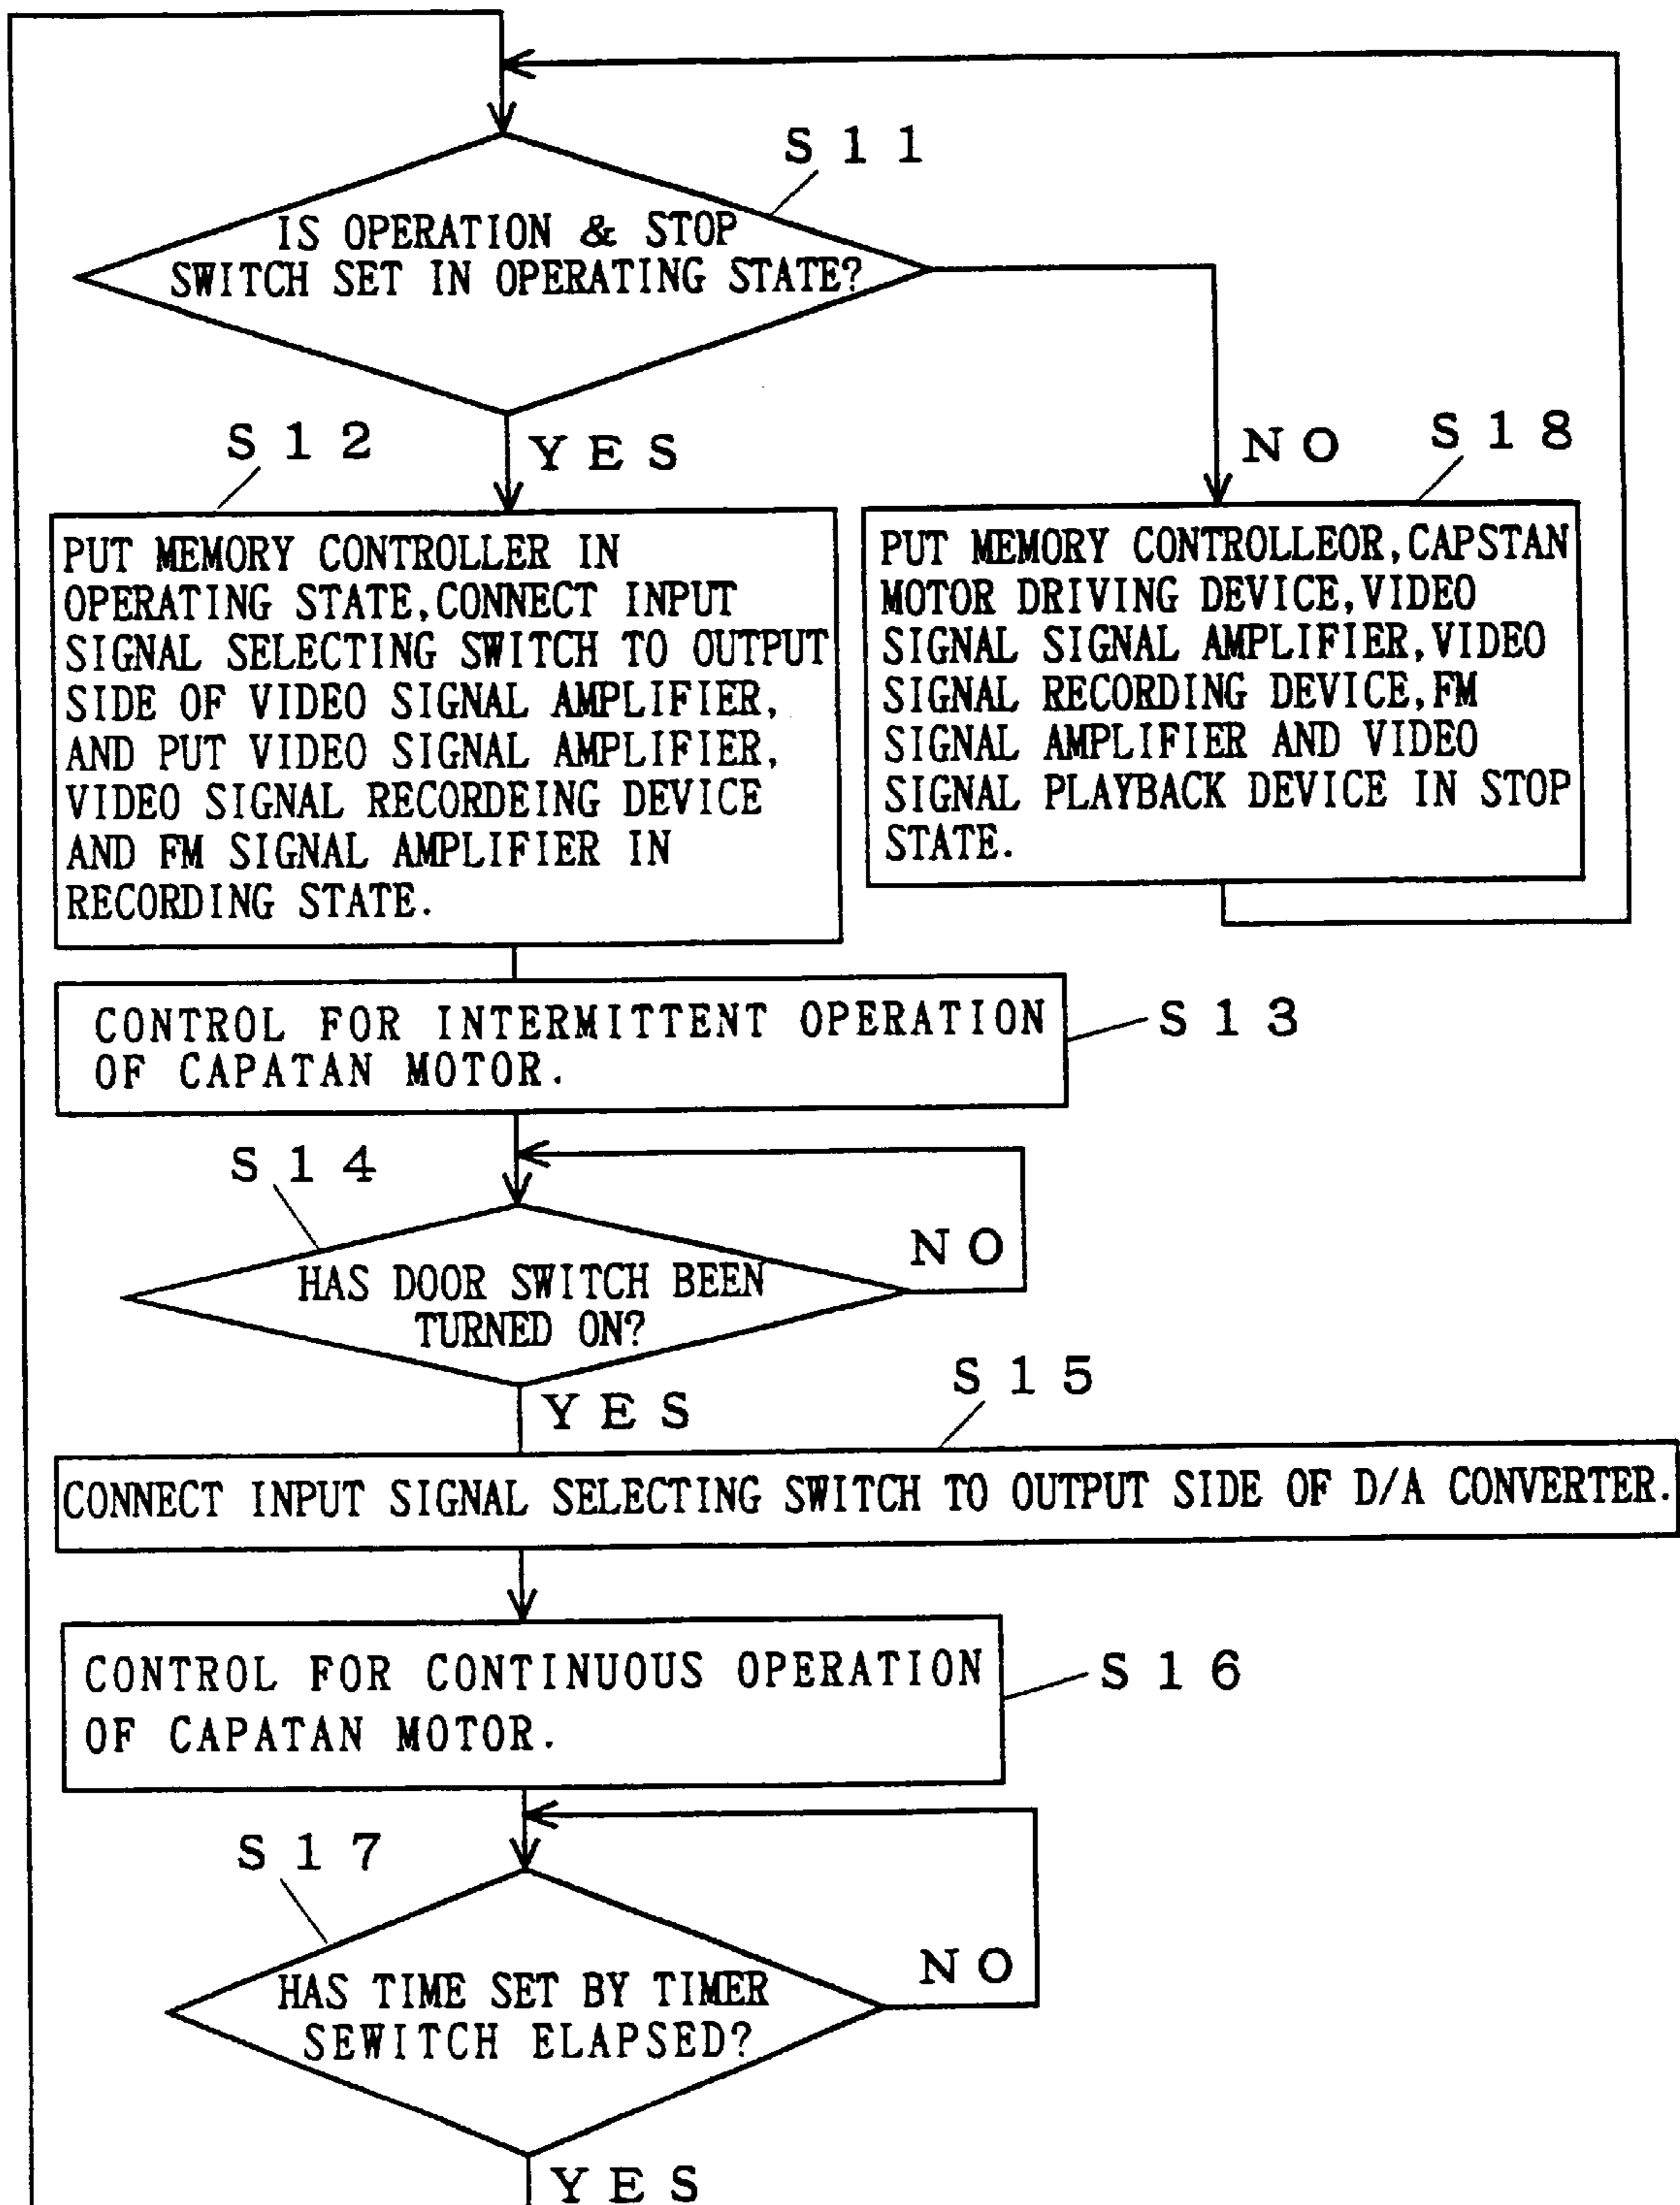 S11
IS OPERATION & STOP
SWITCH SET IN OPERATING STATE?
S12
YES
NO
S18
PUT MEMORY CONTROLLER IN
OPERATING STATE,CONNECT INPUT
SIGNAL SELECTING SWITCH TO OUTPUT
SIDE OF VIDEO SIGNAL AMPLIFIER,
AND PUT VIDEO SIGNAL AMPLIFIER,
VIDEO SIGNAL RECORDEING DEVICE
AND FM SIGNAL AMPLIFIER IN
RECORDING STATE.
PUT MEMORY CONTROLLEOR,CAPSTAN
MOTOR DRIVING DEVICE,VIDEO
SIGNAL SIGNAL AMPLIFIER,VIDEO
SIGNAL RECORDING DEVICE,FM
SIGNAL AMPLIFIER AND VIDEO
SIGNAL PLAYBACK DEVICE IN STOP
STATE.
CONTROL FOR INTERMITTENT OPERATION
OF CAPATAN MOTOR.
S13
S14
NO
HAS DOOR SWITCH BEEN
TURNED ON?
YES
S15
CONNECT INPUT SIGNAL SELECTING SWITCH TO OUTPUT SIDE OF D/A CONVERTER.
CONTROL FOR CONTINUOUS OPERATION
OF CAPATAN MOTOR.
S16
S17
NO
HAS TIME SET BY TIMER
SEWITCH ELAPSED?
YES